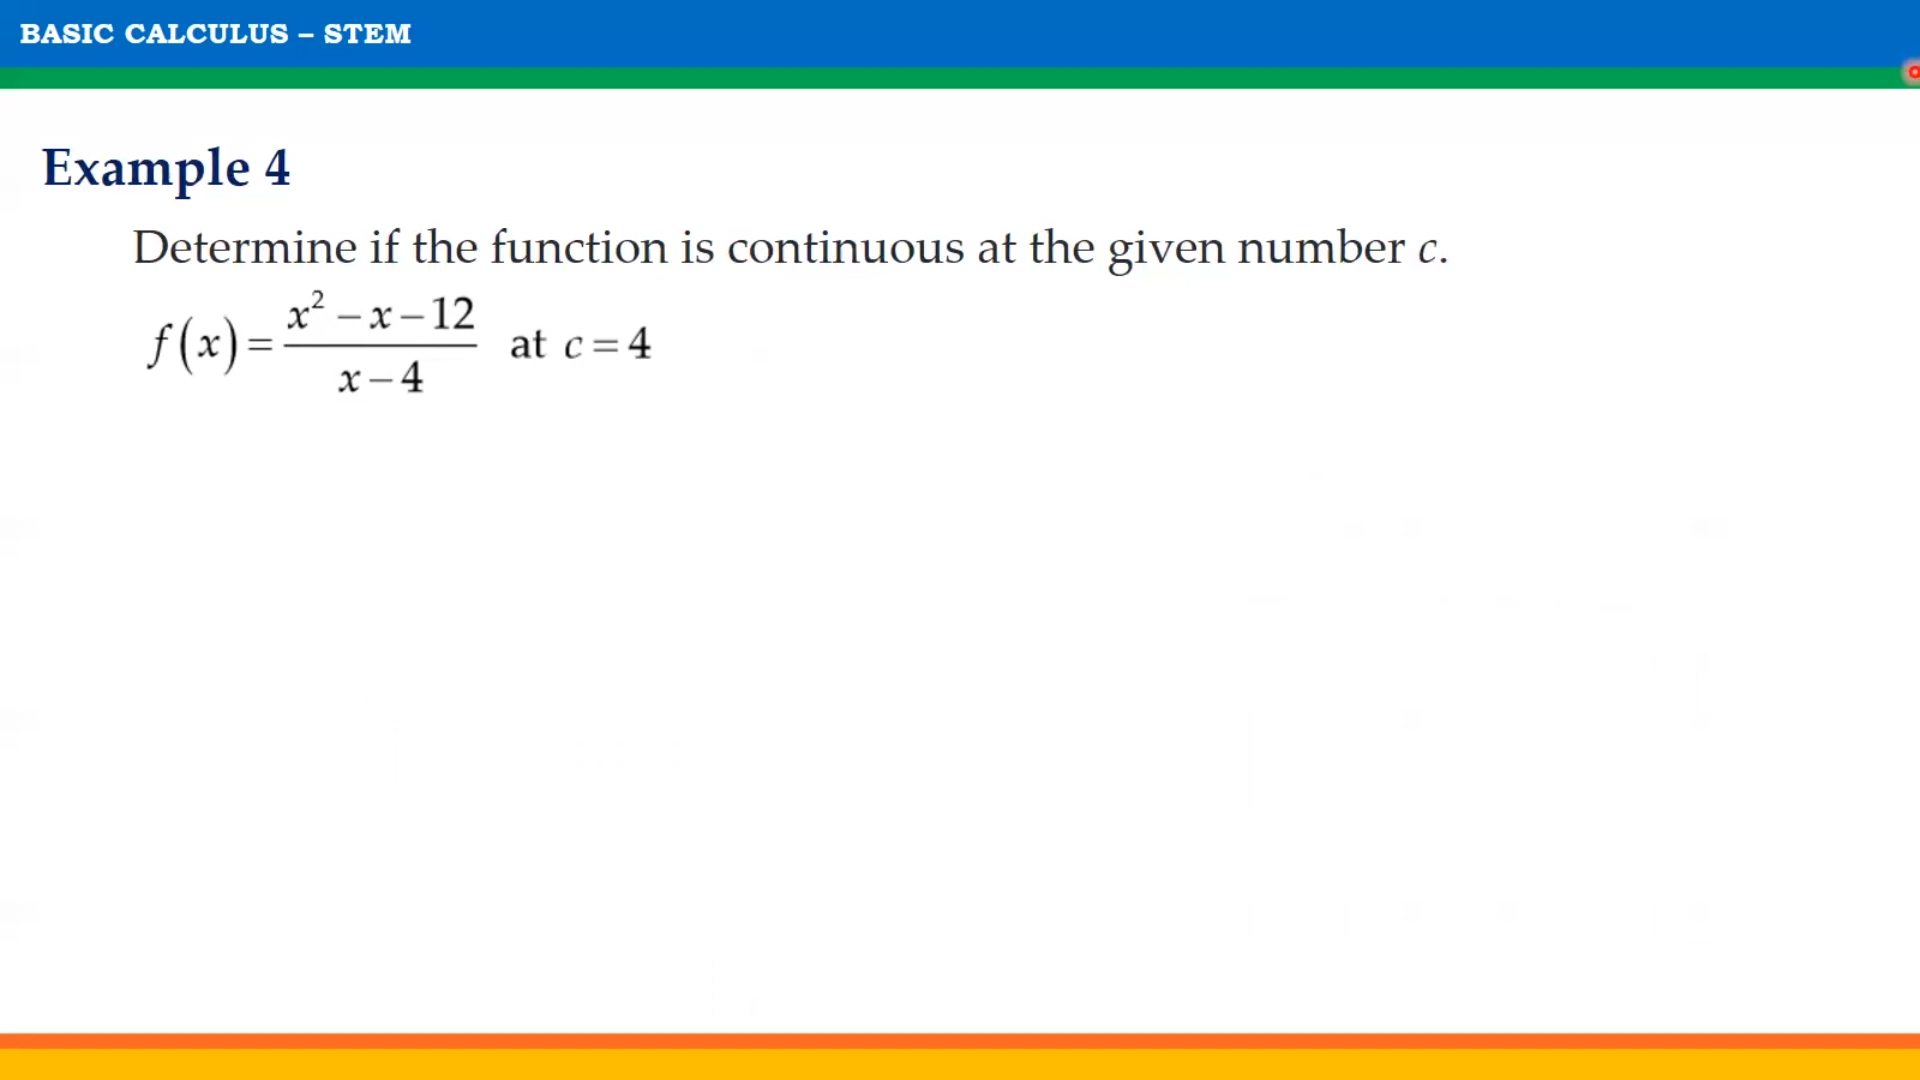 BASIC CALCULUS – STEM
Example 4
Determine if the function is continuous at the given number c.
f(x) = (x² − x − 12)/(x − 4) at c = 4